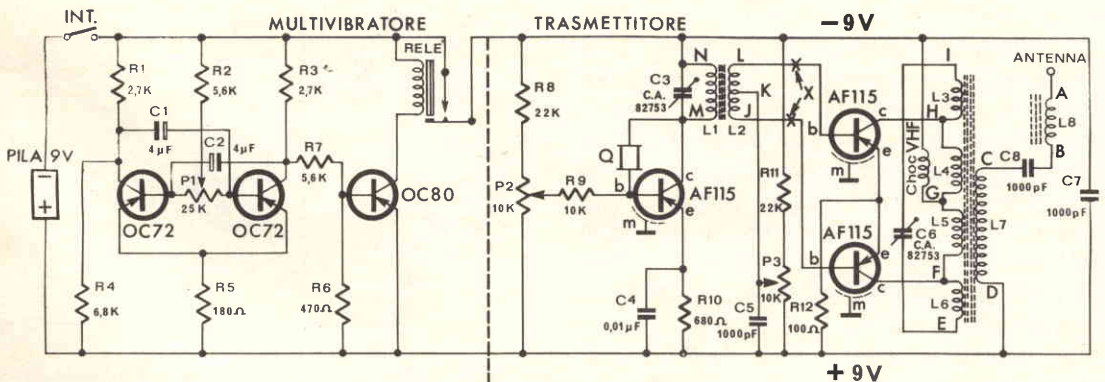 INT.
MULTIVIBRATORE
TRASMETTITORE
-9V
RELE'
R1
2,7K
R2
5,6K
R3
2,7K
C1
4µF
C2
4µF
R7
5,6K
PILA 9V
P1
25 K
OC72
OC72
OC80
R4
6,8K
R5
180Ω
R6
470Ω
R8
22K
P2
10K
R9
10K
Q
b
c
e
m
AF115
C3
C.A.
82753
N
M
L1
L
K
J
L2
X
X
X
R11
22K
P3
10K
C4
0,01µF
R10
680Ω
C5
1000pF
R12
100Ω
AF115
b
c
e
m
AF115
b
e
c
m
Choc VHF
C6
C.A.
82753
I
L3
H
L4
G
L5
F
L6
E
C
L7
D
C8
1000pF
ANTENNA
A
L8
B
C7
1000pF
+9V